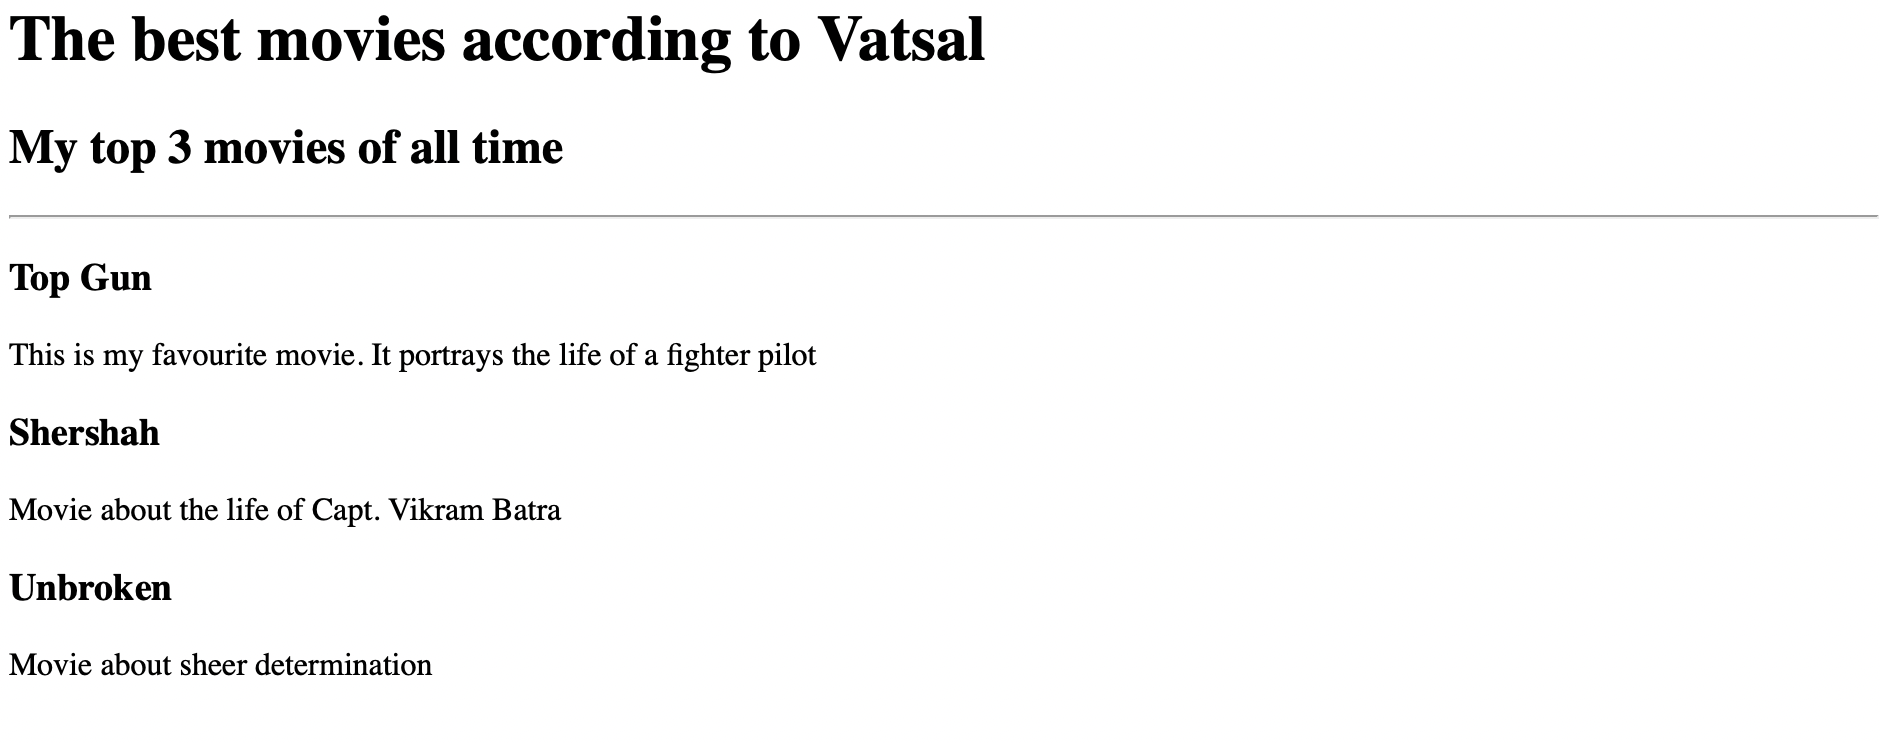 The best movies according to Vatsal
My top 3 movies of all time
Top Gun
This is my favourite movie. It portrays the life of a fighter pilot
Shershah
Movie about the life of Capt. Vikram Batra
Unbroken
Movie about sheer determination